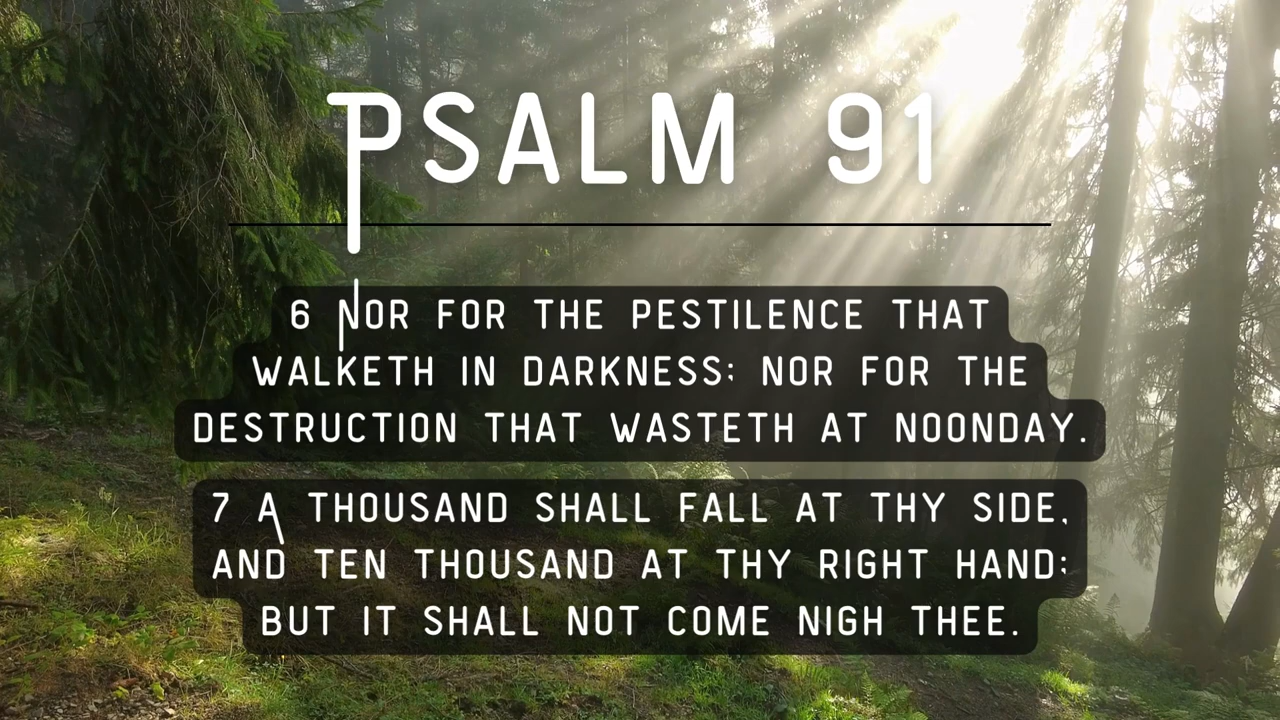 PSALM 91
6 NOR FOR THE PESTILENCE THAT
WALKETH IN DARKNESS; NOR FOR THE
DESTRUCTION THAT WASTETH AT NOONDAY.
7 A THOUSAND SHALL FALL AT THY SIDE,
AND TEN THOUSAND AT THY RIGHT HAND;
BUT IT SHALL NOT COME NIGH THEE.